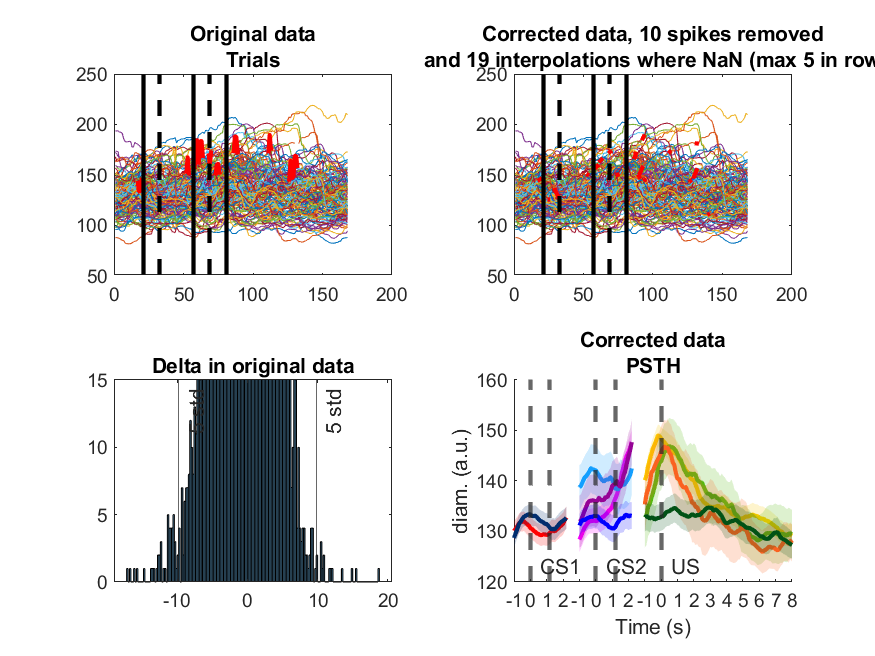 Original data
Trials
250
200
150
100
50
0 50 100 150 200
Corrected data, 10 spikes removed
and 19 interpolations where NaN (max 5 in row
250
200
150
100
50
0 50 100 150 200
Delta in original data
15
10
5
0
-10 0 10 20
5 std
Corrected data
PSTH
160
150
140
130
120
diam. (a.u.)
CS1 CS2 US
-1 0 1 2 -1 0 1 2 -1 0 1 2 3 4 5 6 7 8
Time (s)